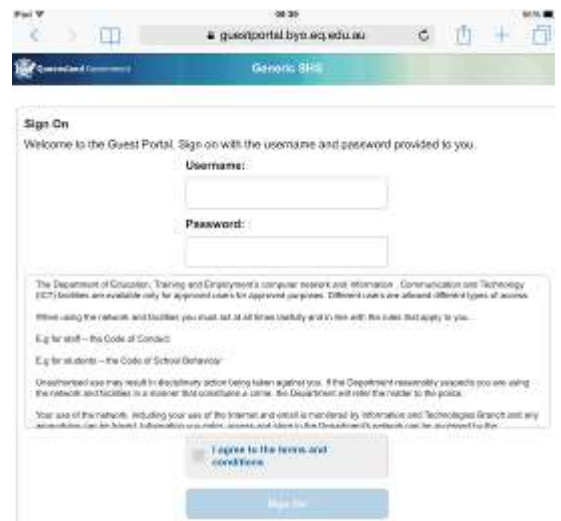 iPad
guestportal.byo.eq.edu.au
Queensland Government
Generic SHS
Sign On
Welcome to the Guest Portal. Sign on with the username and password provided to you.
Username:
Password:
The Department of Education, Training and Employment's computer network and Information , Communication and Technology
(ICT) facilities are available only for approved users for approved purposes. Different users are allowed different types of access.
When using the network and facilities you must act at all times lawfully and in line with the rules that apply to you.
E.g for staff – the Code of Conduct
E.g for students – the Code of School Behaviour
Unauthorised use may result in disciplinary action being taken against you. If the Department reasonably suspects you are using
the network and facilities in a manner that constitutes a crime, the Department will refer the matter to the police.
Your use of the network, including your use of the Internet and email is monitored by Information and Technologies Branch and any
I agree to the terms and
conditions
Sign On